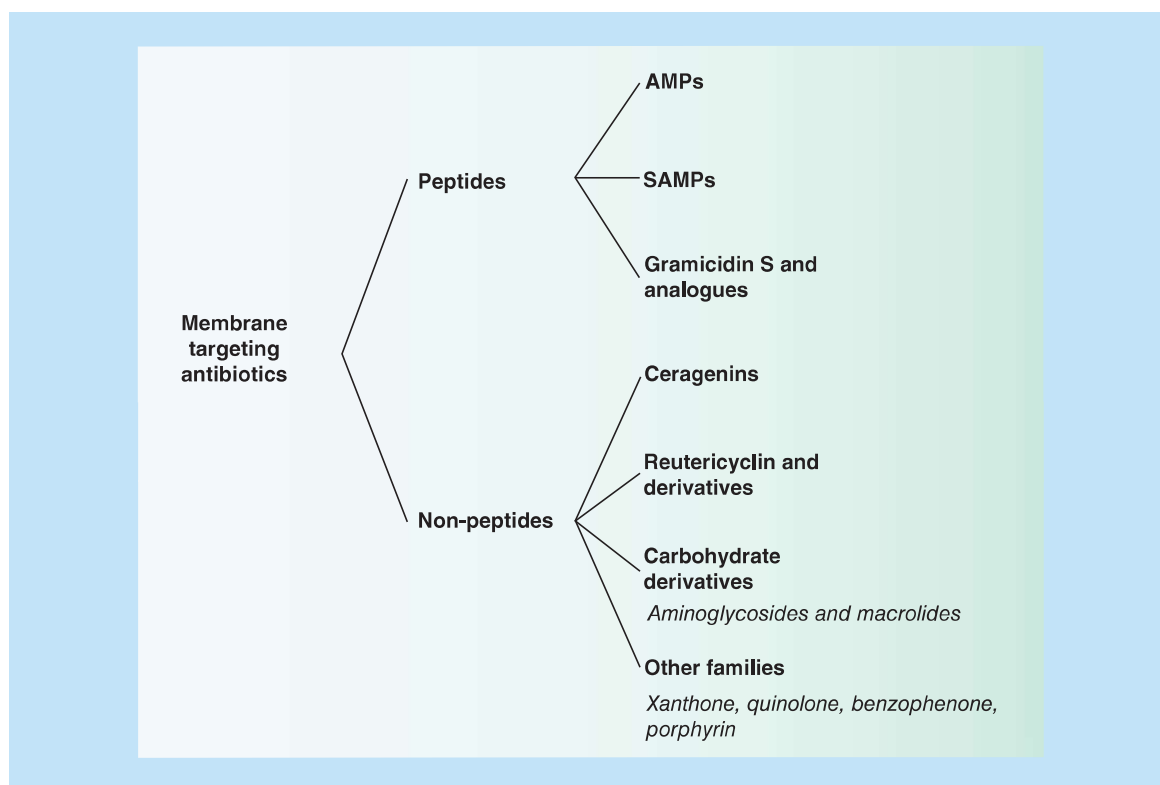 AMPs
Peptides
SAMPs
Gramicidin S and
analogues
Membrane
targeting
antibiotics
Ceragenins
Reutericyclin and
derivatives
Non-peptides
Carbohydrate
derivatives
Aminoglycosides and macrolides
Other families
Xanthone, quinolone, benzophenone,
porphyrin